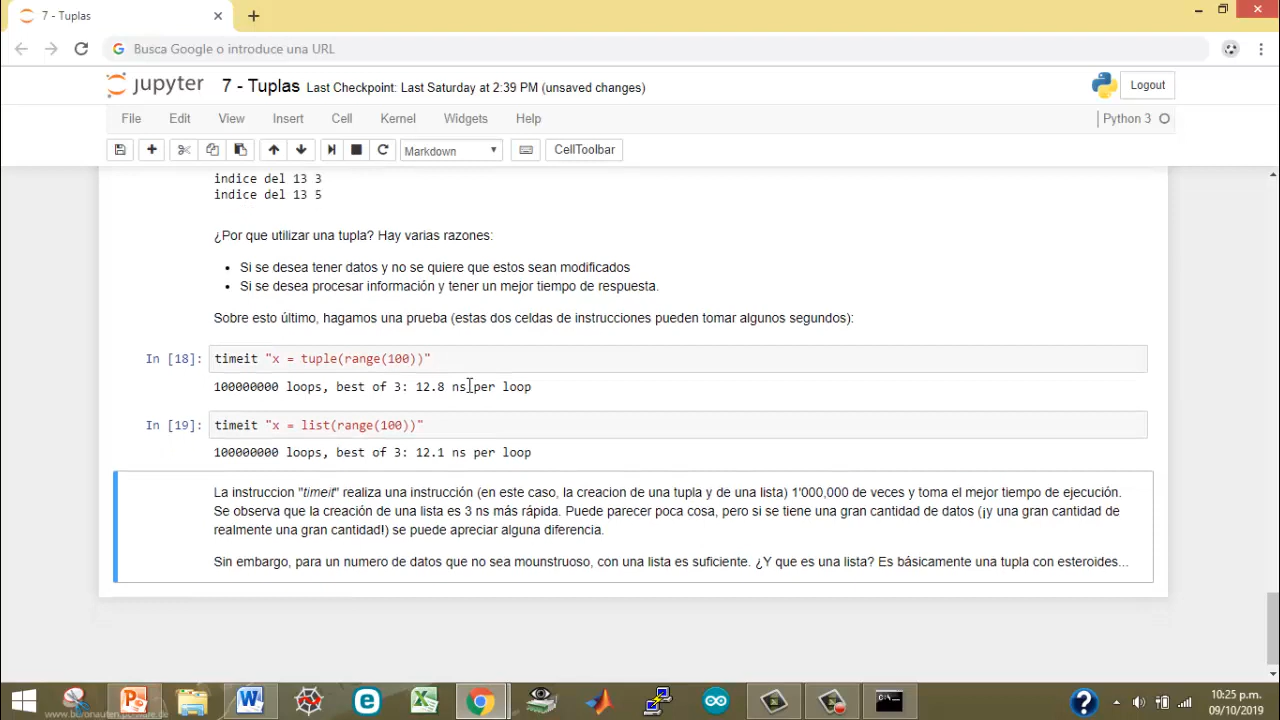 7 - Tuplas
Busca Google o introduce una URL
jupyter 7 - Tuplas Last Checkpoint: Last Saturday at 2:39 PM (unsaved changes) Logout
File Edit View Insert Cell Kernel Widgets Help Python 3
Markdown CellToolbar
indice del 13 3
indice del 13 5
¿Por que utilizar una tupla? Hay varias razones:
• Si se desea tener datos y no se quiere que estos sean modificados
• Si se desea procesar información y tener un mejor tiempo de respuesta.
Sobre esto último, hagamos una prueba (estas dos celdas de instrucciones pueden tomar algunos segundos):
In [18]: timeit "x = tuple(range(100))"
100000000 loops, best of 3: 12.8 ns per loop
In [19]: timeit "x = list(range(100))"
100000000 loops, best of 3: 12.1 ns per loop
La instruccion "timeit" realiza una instrucción (en este caso, la creacion de una tupla y de una lista) 1'000,000 de veces y toma el mejor tiempo de ejecución.
Se observa que la creación de una lista es 3 ns más rápida. Puede parecer poca cosa, pero si se tiene una gran cantidad de datos (¡y una gran cantidad de
realmente una gran cantidad!) se puede apreciar alguna diferencia.
Sin embargo, para un numero de datos que no sea mounstruoso, con una lista es suficiente. ¿Y que es una lista? Es básicamente una tupla con esteroides...
10:25 p.m.
09/10/2019